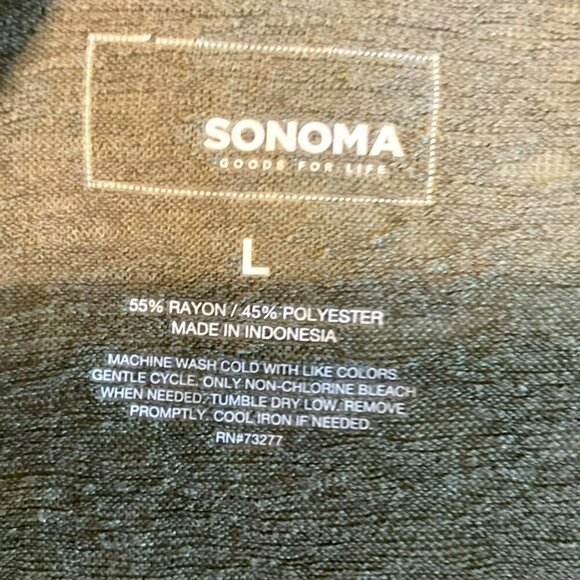 SONOMA
GOODS FOR LIFE
L
55% RAYON / 45% POLYESTER
MADE IN INDONESIA
MACHINE WASH COLD WITH LIKE COLORS.
GENTLE CYCLE. ONLY NON-CHLORINE BLEACH
WHEN NEEDED. TUMBLE DRY LOW. REMOVE
PROMPTLY. COOL IRON IF NEEDED.
RN#73277